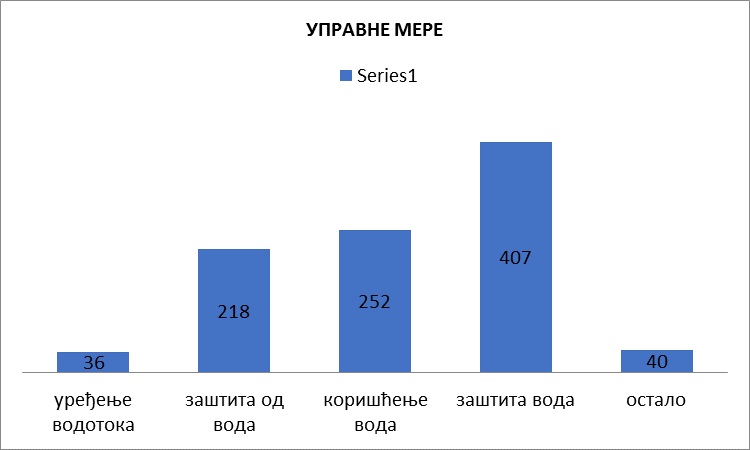 УПРАВНЕ МЕРЕ
Series1
36
218
252
407
40
уређење
водотока
заштита од
вода
коришћење
вода
заштита вода
остало